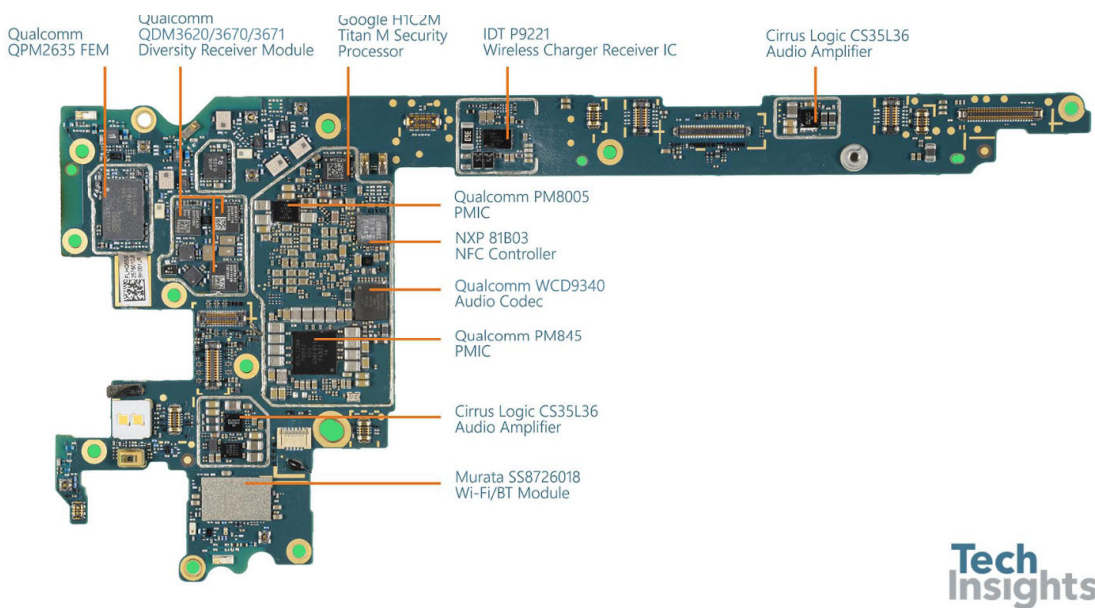 Qualcomm
QPM2635 FEM
Qualcomm
QDM3620/3670/3671
Diversity Receiver Module
Google H1C2M
Titan M Security
Processor
IDT P9221
Wireless Charger Receiver IC
Cirrus Logic CS35L36
Audio Amplifier
Qualcomm PM8005
PMIC
NXP 81B03
NFC Controller
Qualcomm WCD9340
Audio Codec
Qualcomm PM845
PMIC
Cirrus Logic CS35L36
Audio Amplifier
Murata SS8726018
Wi-Fi/BT Module
Tech
Insights